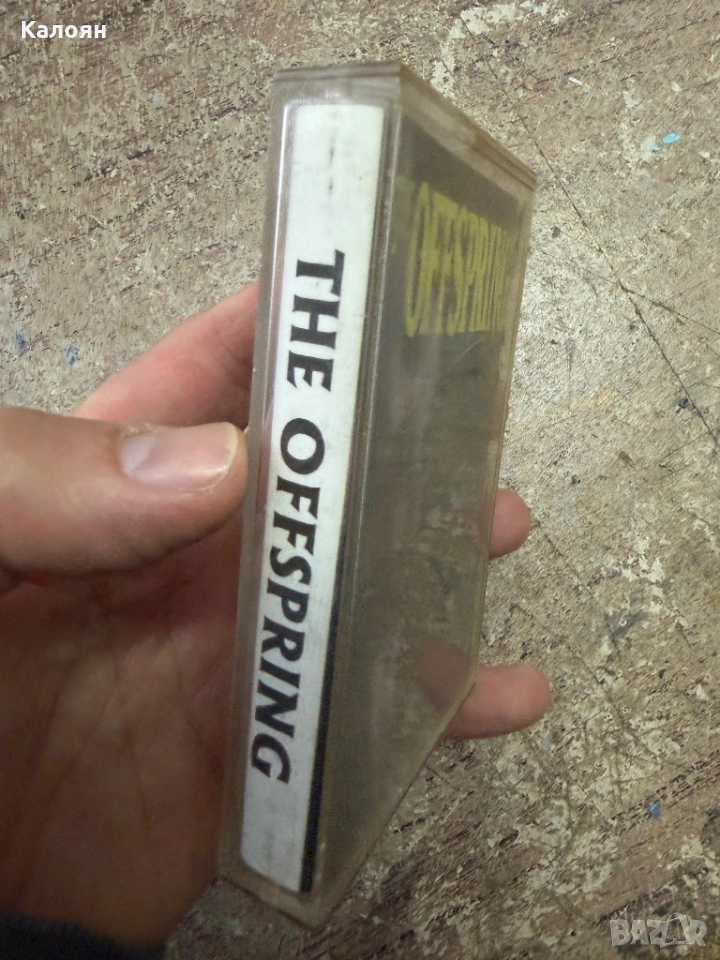 Калоян
THE OFFSPRING
OFFSPRING
BAZAR